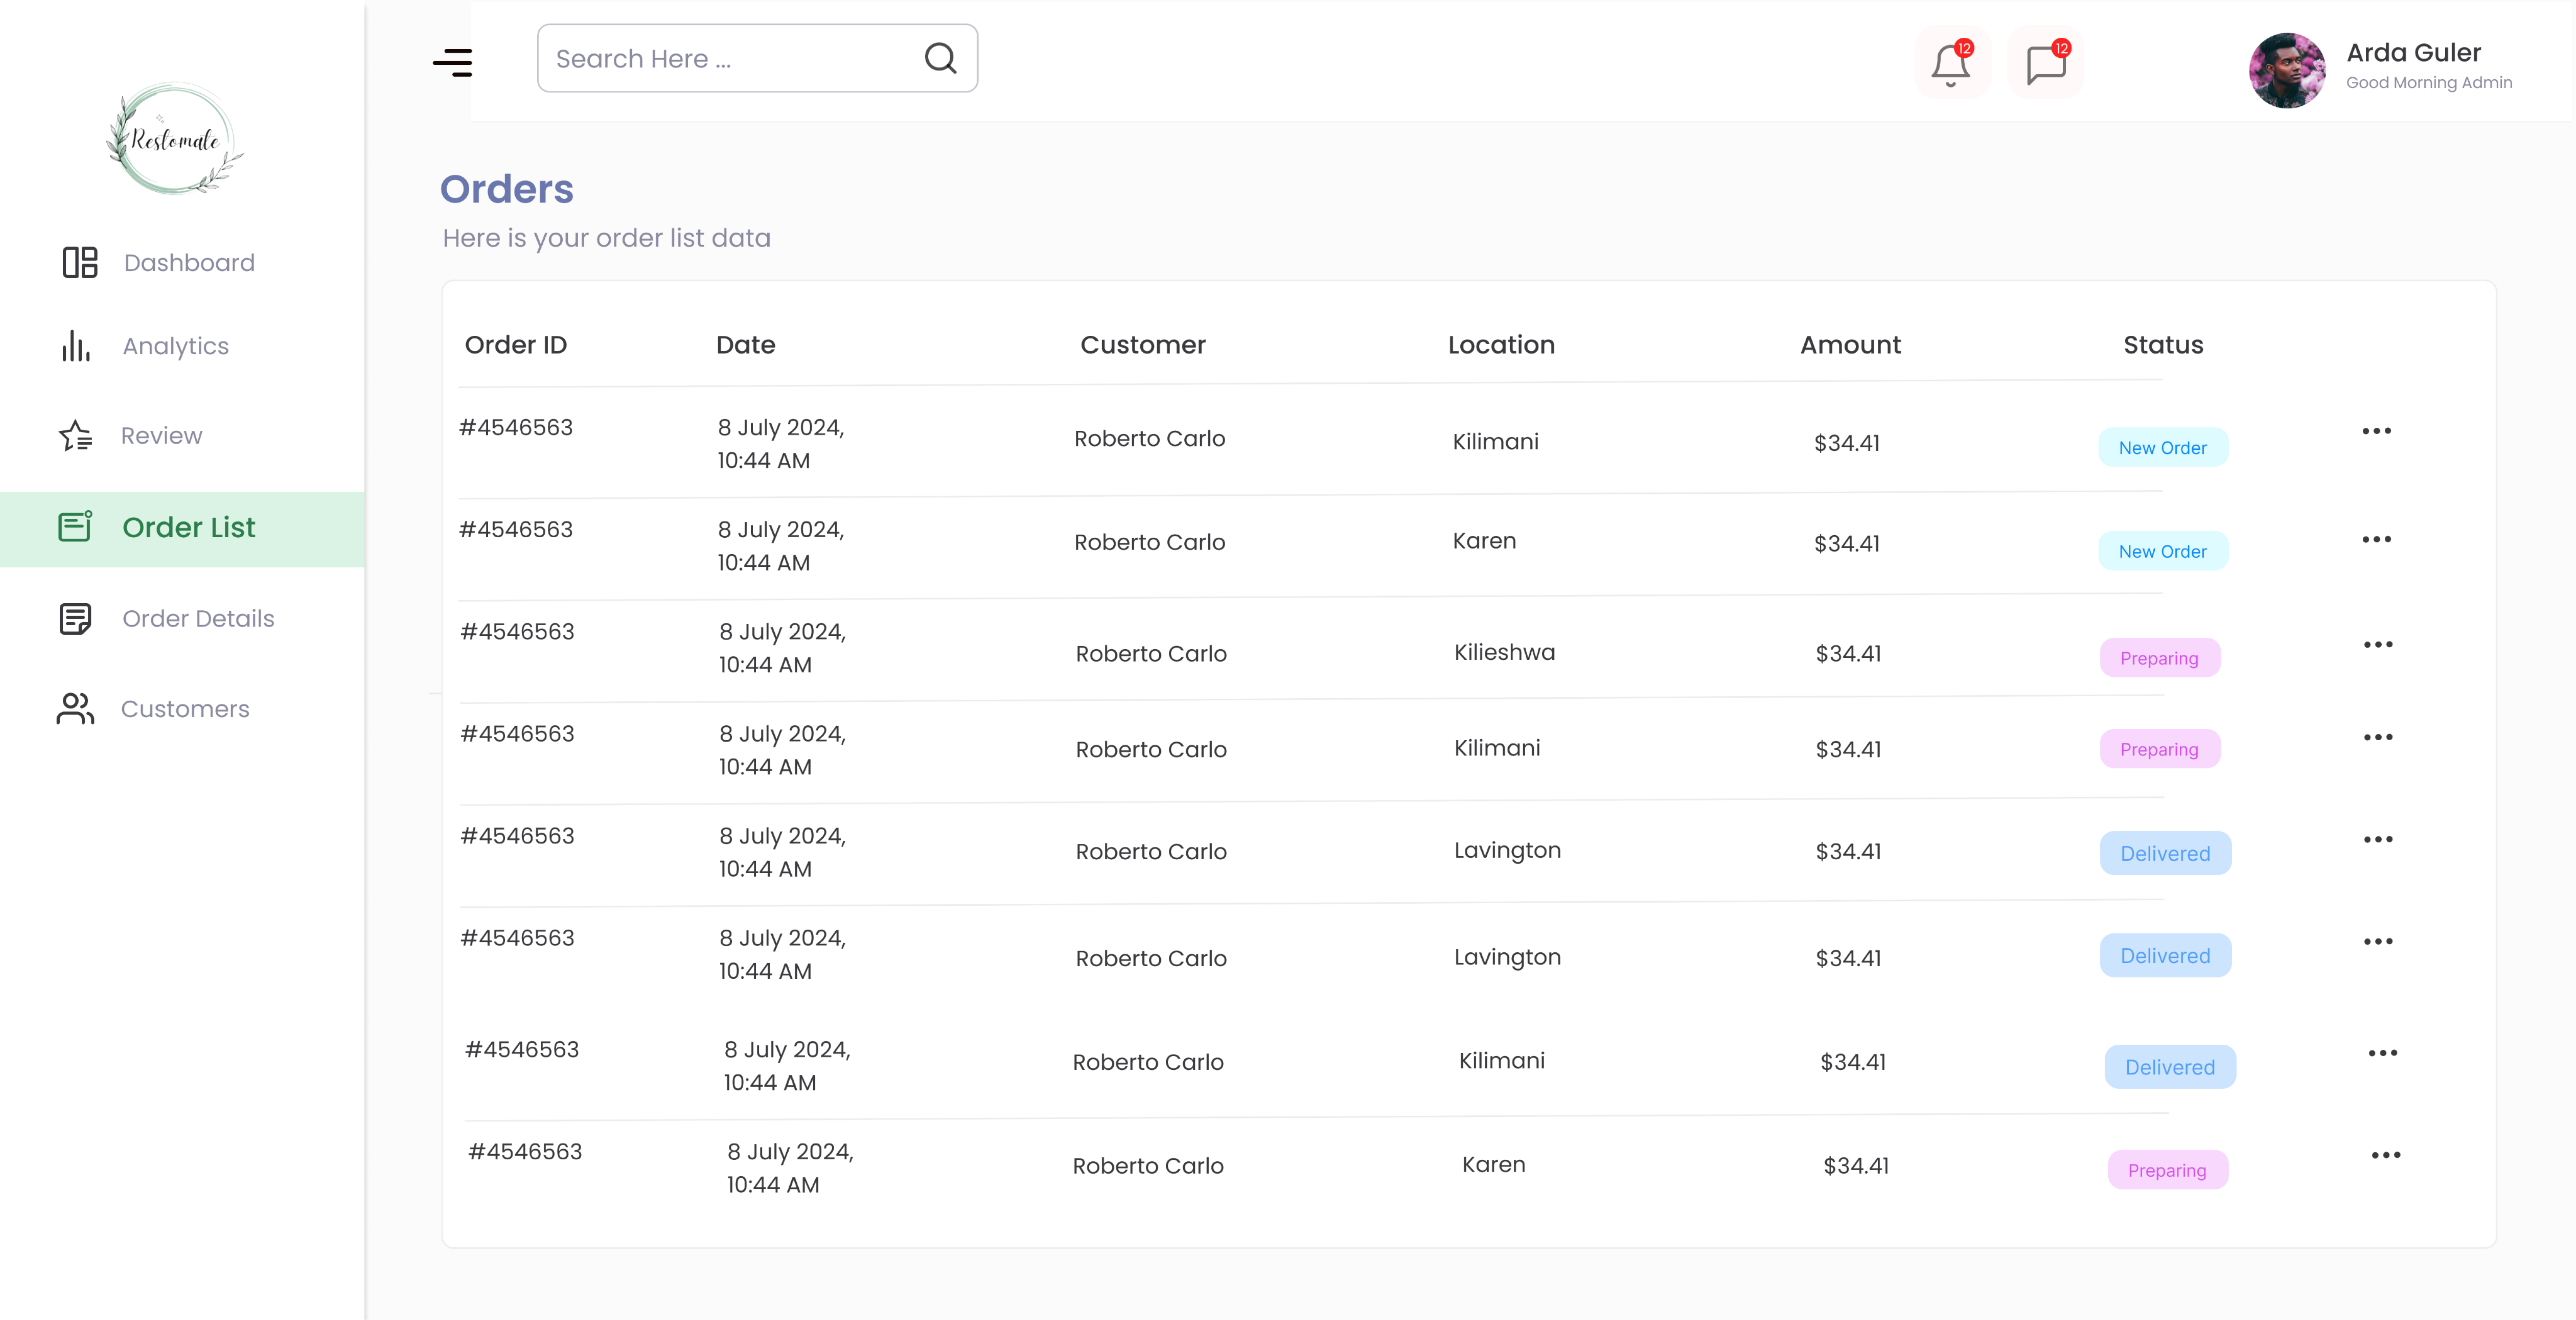 Restomate
Dashboard
Analytics
Review
Order List
Order Details
Customers
Search Here ...
12
12
Arda Guler
Good Morning Admin
Orders
Here is your order list data
Order ID Date Customer Location Amount Status
#4546563 8 July 2024, Roberto Carlo Kilimani $34.41 New Order
10:44 AM
#4546563 8 July 2024, Roberto Carlo Karen $34.41 New Order
10:44 AM
#4546563 8 July 2024, Roberto Carlo Kilieshwa $34.41 Preparing
10:44 AM
#4546563 8 July 2024, Roberto Carlo Kilimani $34.41 Preparing
10:44 AM
#4546563 8 July 2024, Roberto Carlo Lavington $34.41 Delivered
10:44 AM
#4546563 8 July 2024, Roberto Carlo Lavington $34.41 Delivered
10:44 AM
#4546563 8 July 2024, Roberto Carlo Kilimani $34.41 Delivered
10:44 AM
#4546563 8 July 2024, Roberto Carlo Karen $34.41 Preparing
10:44 AM